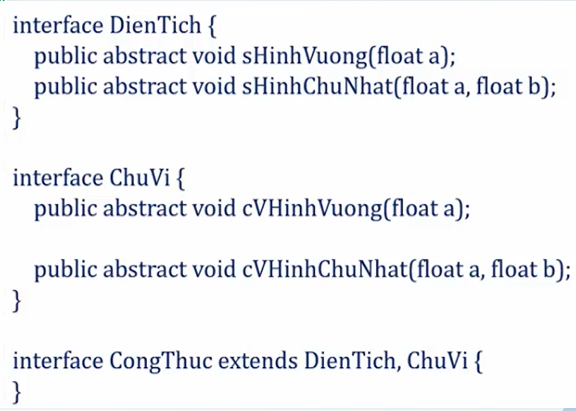 interface DienTich {
public abstract void sHinhVuong(float a);
public abstract void sHinhChuNhat(float a, float b);
}
interface ChuVi {
public abstract void cVHinhVuong(float a);
public abstract void cVHinhChuNhat(float a, float b);
}
interface CongThuc extends DienTich, ChuVi {
}